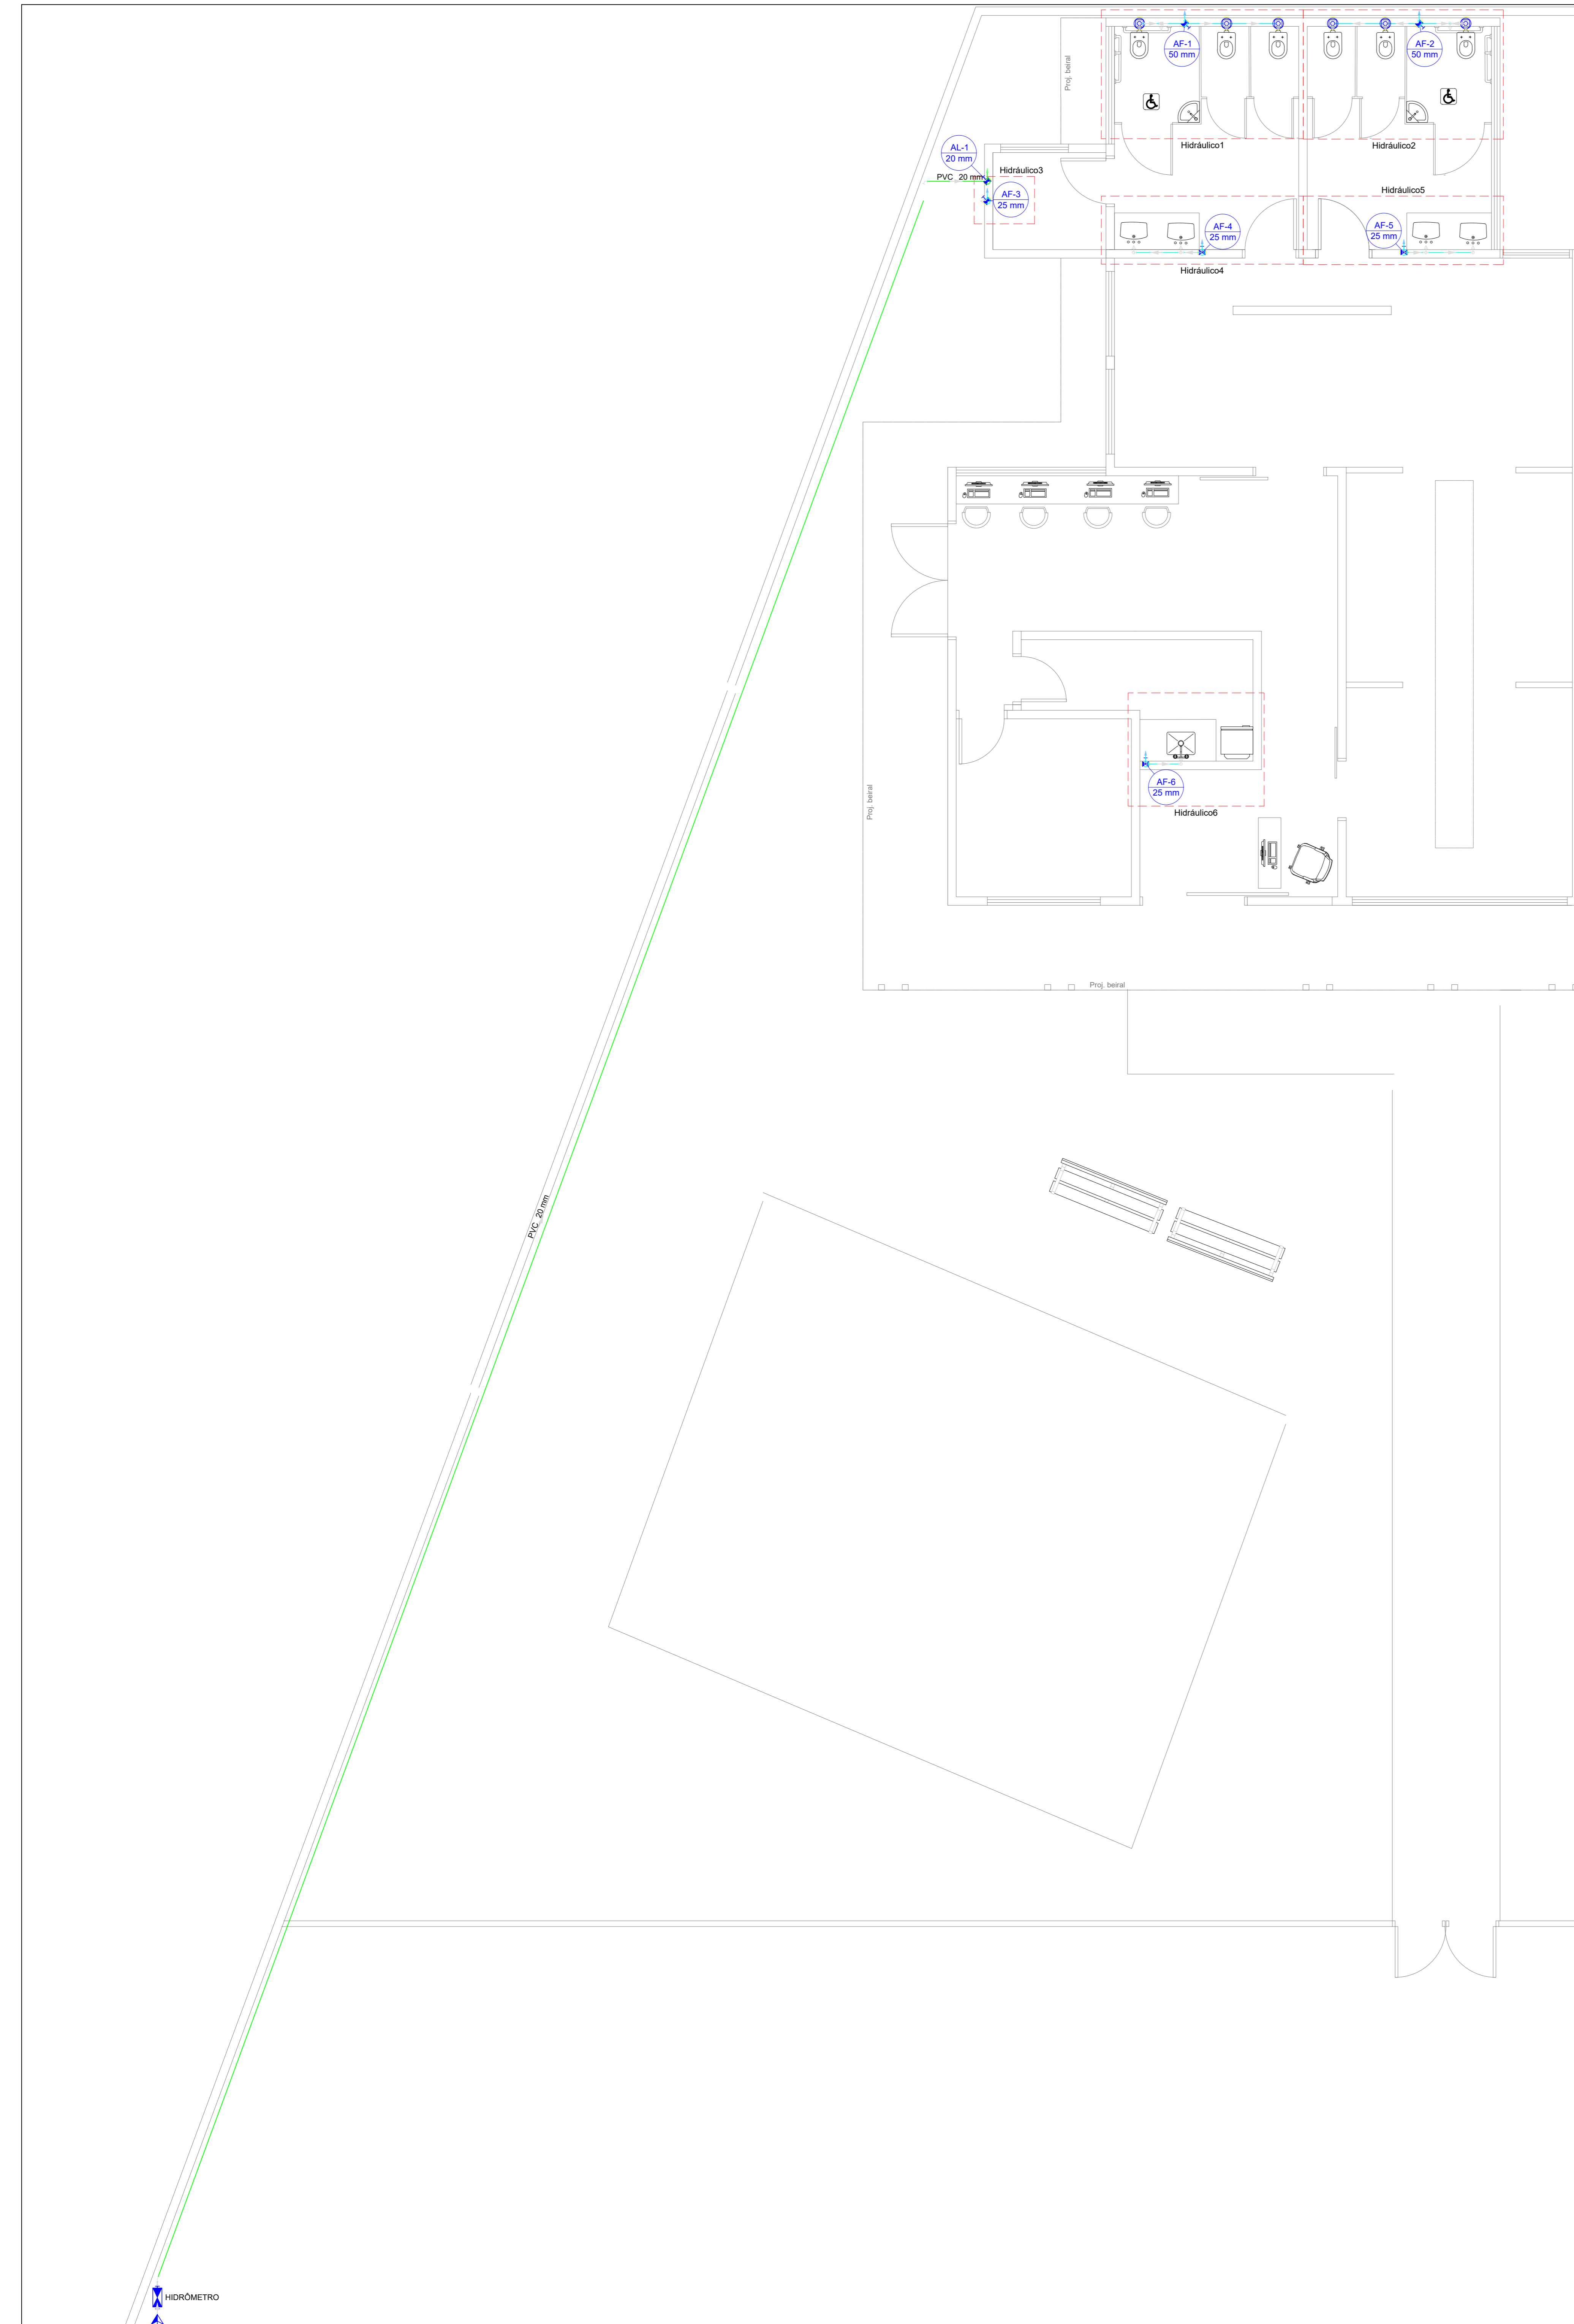 AF-1
50 mm
AF-2
50 mm
Proj. beiral
Hidráulico1
Hidráulico2
AL-1
20 mm
Hidráulico3
PVC  20 mm
AF-3
25 mm
Hidráulico5
AF-4
25 mm
AF-5
25 mm
Hidráulico4
AF-6
25 mm
Proj. beiral
Hidráulico6
Proj. beiral
PVC  20 mm
HIDRÔMETRO